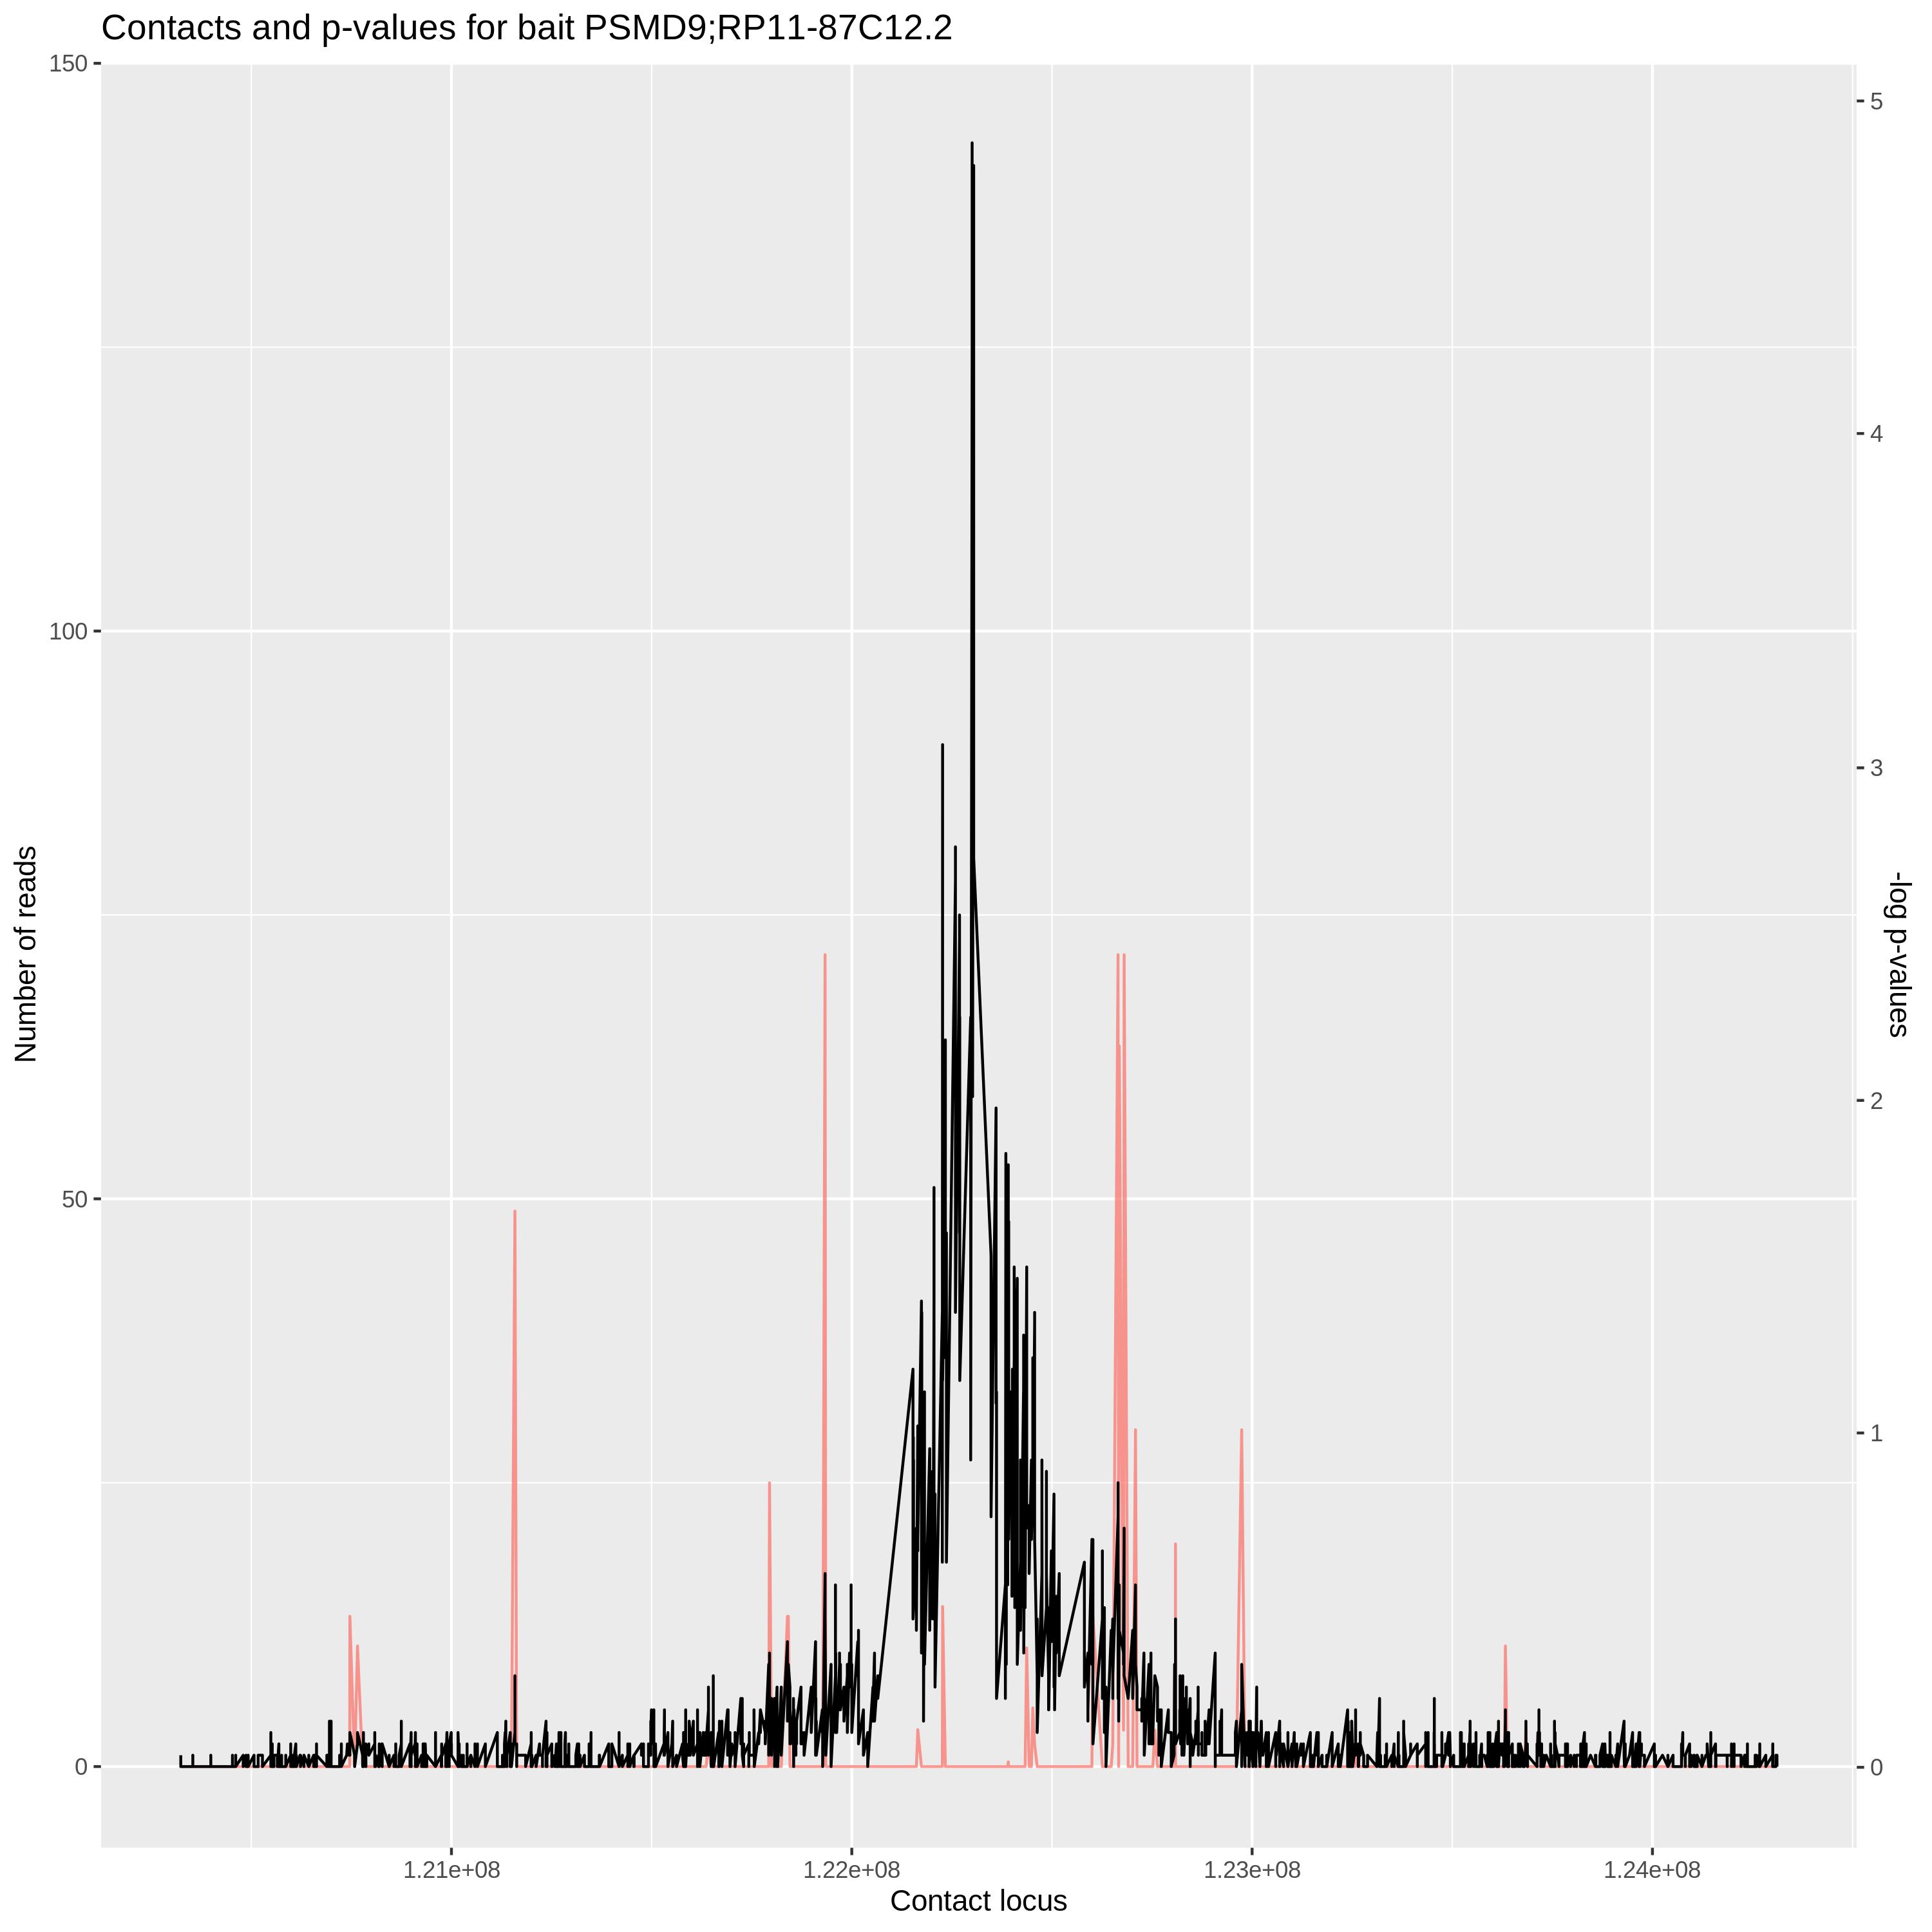 Contacts and p-values for bait PSMD9;RP11-87C12.2
150
100
50
0
Number of reads
5
4
3
2
1
0
-log p-values
1.21e+08
1.22e+08
1.23e+08
1.24e+08
Contact locus